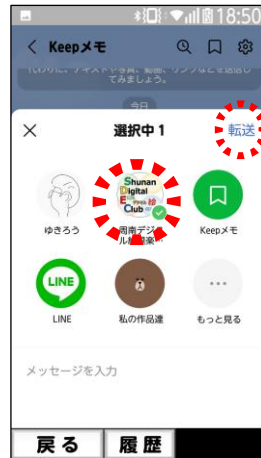 18:50
Keepメモ
てみましょう。
今日
選択中 1
転送
Shunan
Digital
Club
ゆきろう
周南デジタ
Keepメモ
LINE
LINE
私の作品達
もっと見る
メッセージを入力
戻る
履歴